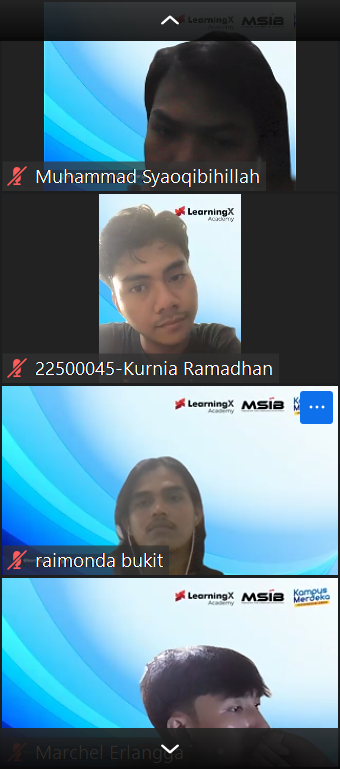 MSIB
Muhammad Syaoqibihillah
LearningX
Academy
22500045-Kurnia Ramadhan
LearningX
Academy
MSIB
raimonda bukit
LearningX
Academy
MSIB
Kampus
Merdeka
Marchel Erlangga